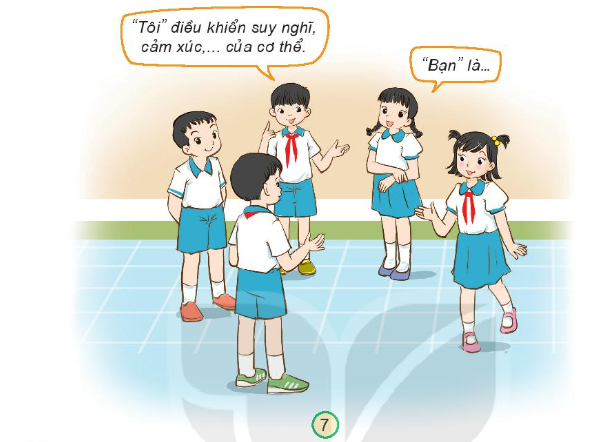 “Tôi” điều khiển suy nghĩ,
cảm xúc,... của cơ thể.
“Bạn” là...
7